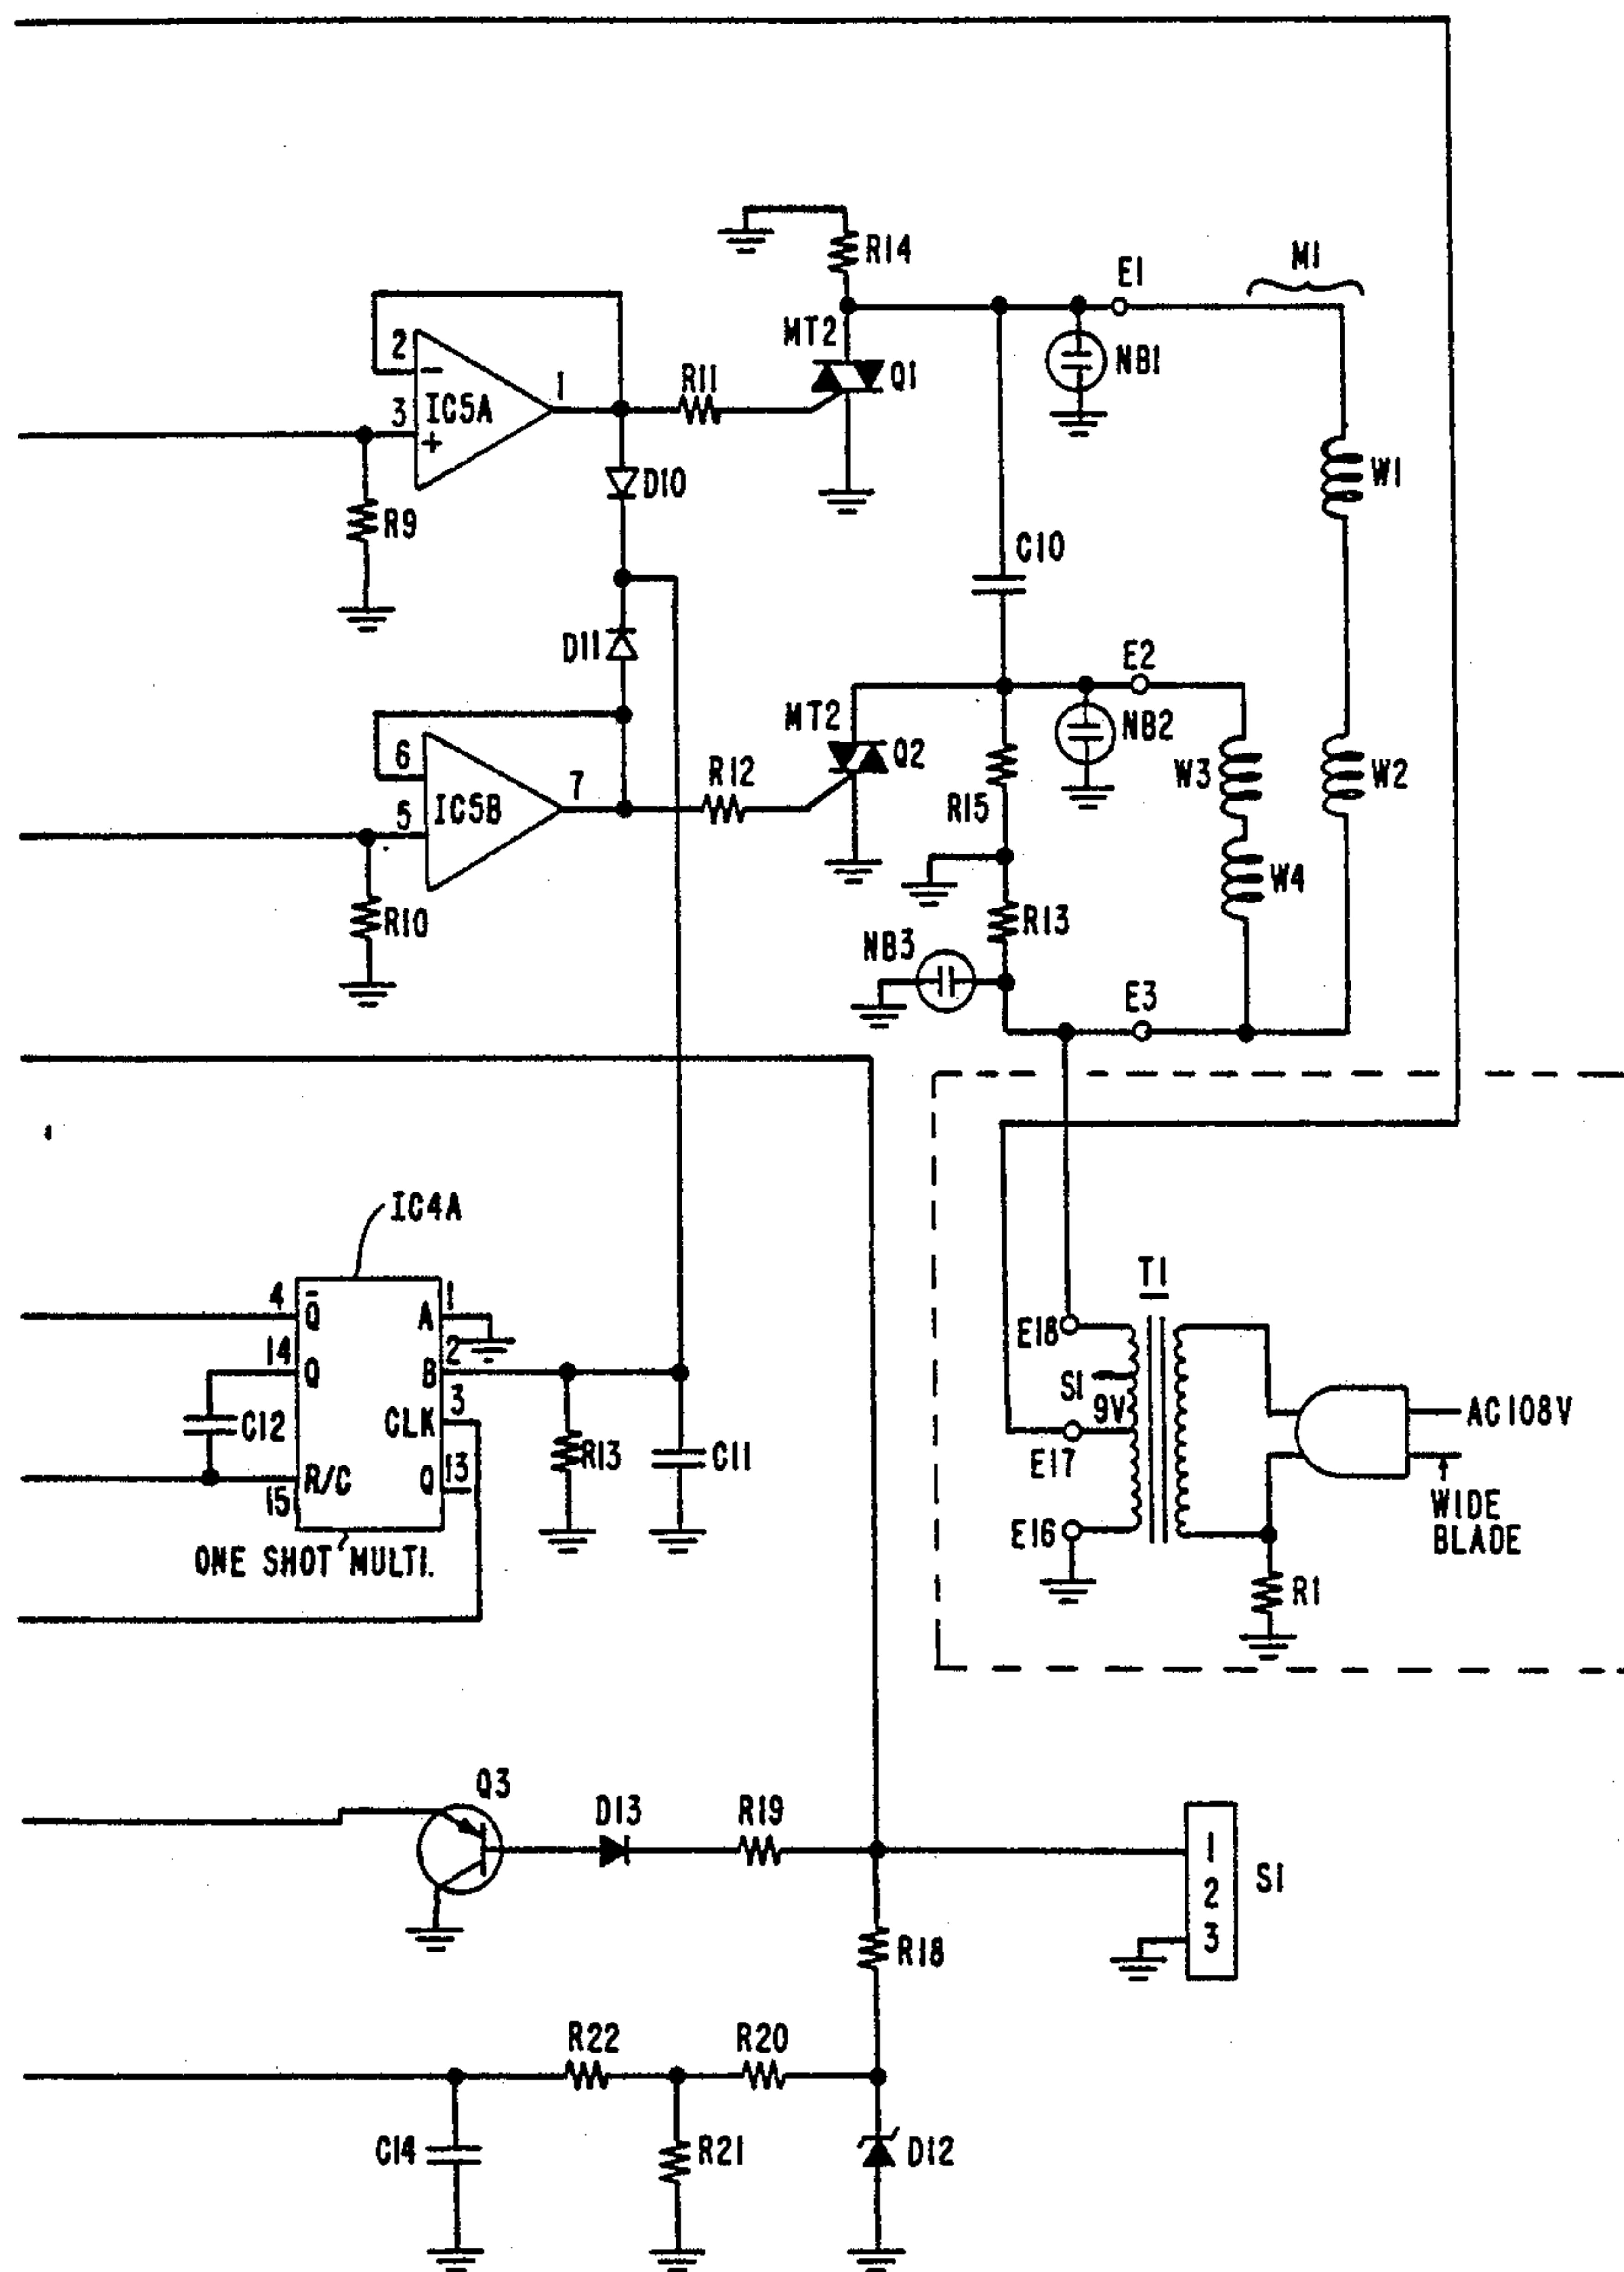 R14
E1
M1
MT2
Q1
NB1
2
-
3
+
IC5A
1
R11
W1
D10
R9
C10
D11
E2
MT2
Q2
NB2
6
5
IC5B
7
R12
W3
W2
R15
W4
R10
R13
NB3
E3
IC4A
4
Q̄
A
1
14
Q
B
2
C12
CLK
3
R/C
15
Q
13
R13
C11
ONE SHOT MULTI.
T1
E18
S1
9V
E17
E16
AC108V
WIDE
BLADE
R1
Q3
D13
R19
1
2
3
S1
R18
R22
R20
C14
R21
D12